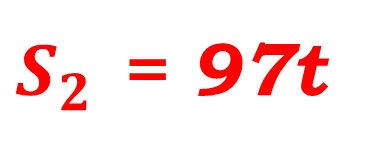 S₂ = 97t